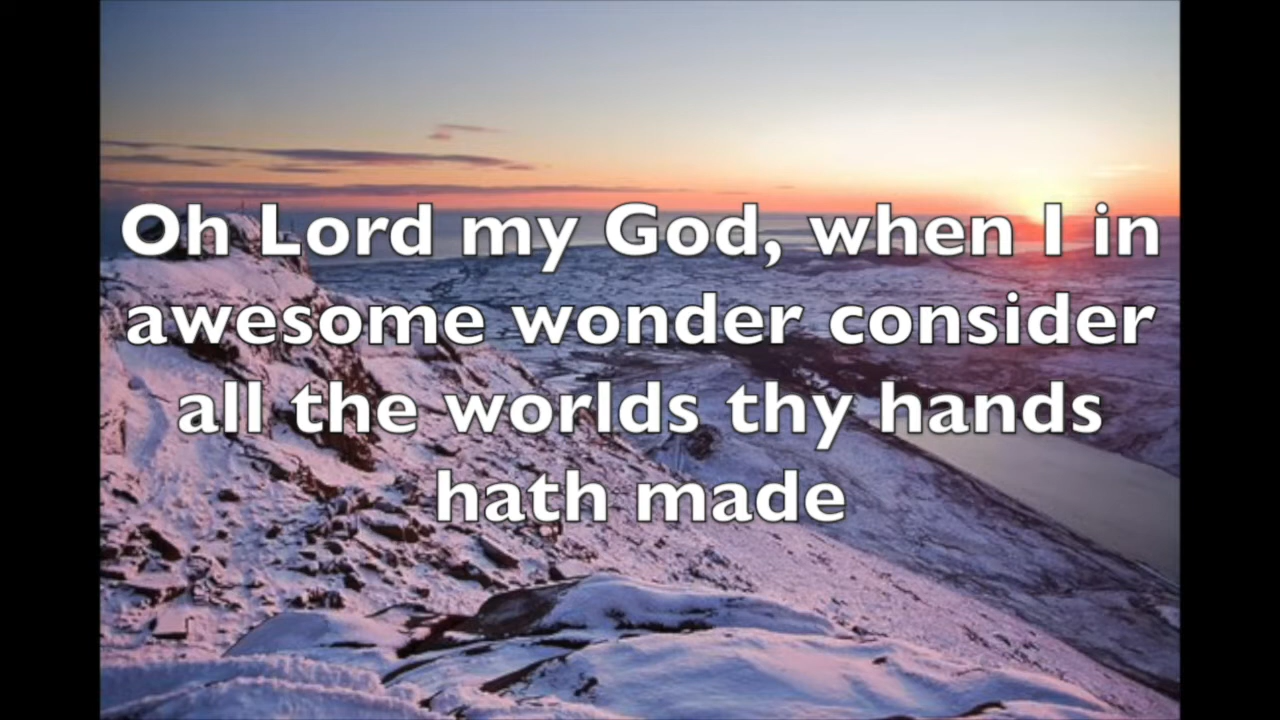 Oh Lord my God, when I in
awesome wonder consider
all the worlds thy hands
hath made